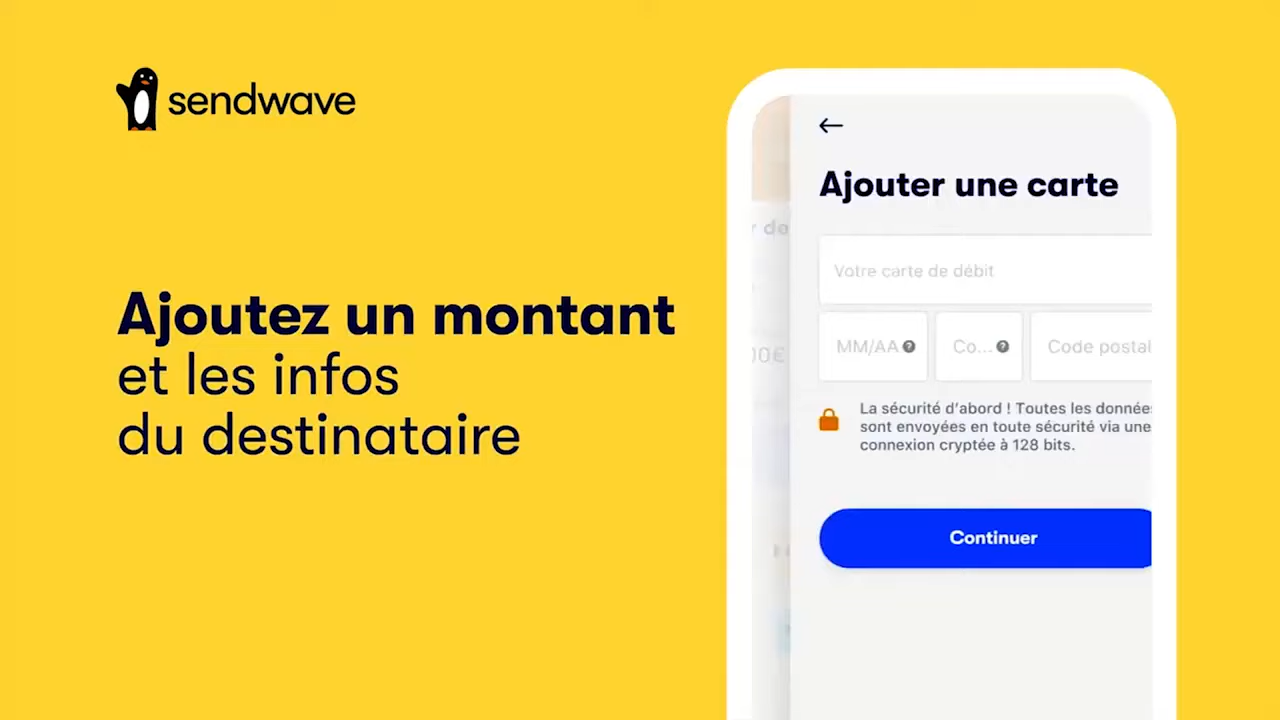 sendwave
Ajoutez un montant
et les infos
du destinataire
Ajouter une carte
Votre carte de débit
MM/AA
Co...
Code postal
La sécurité d'abord ! Toutes les données
sont envoyées en toute sécurité via une
connexion cryptée à 128 bits.
Continuer